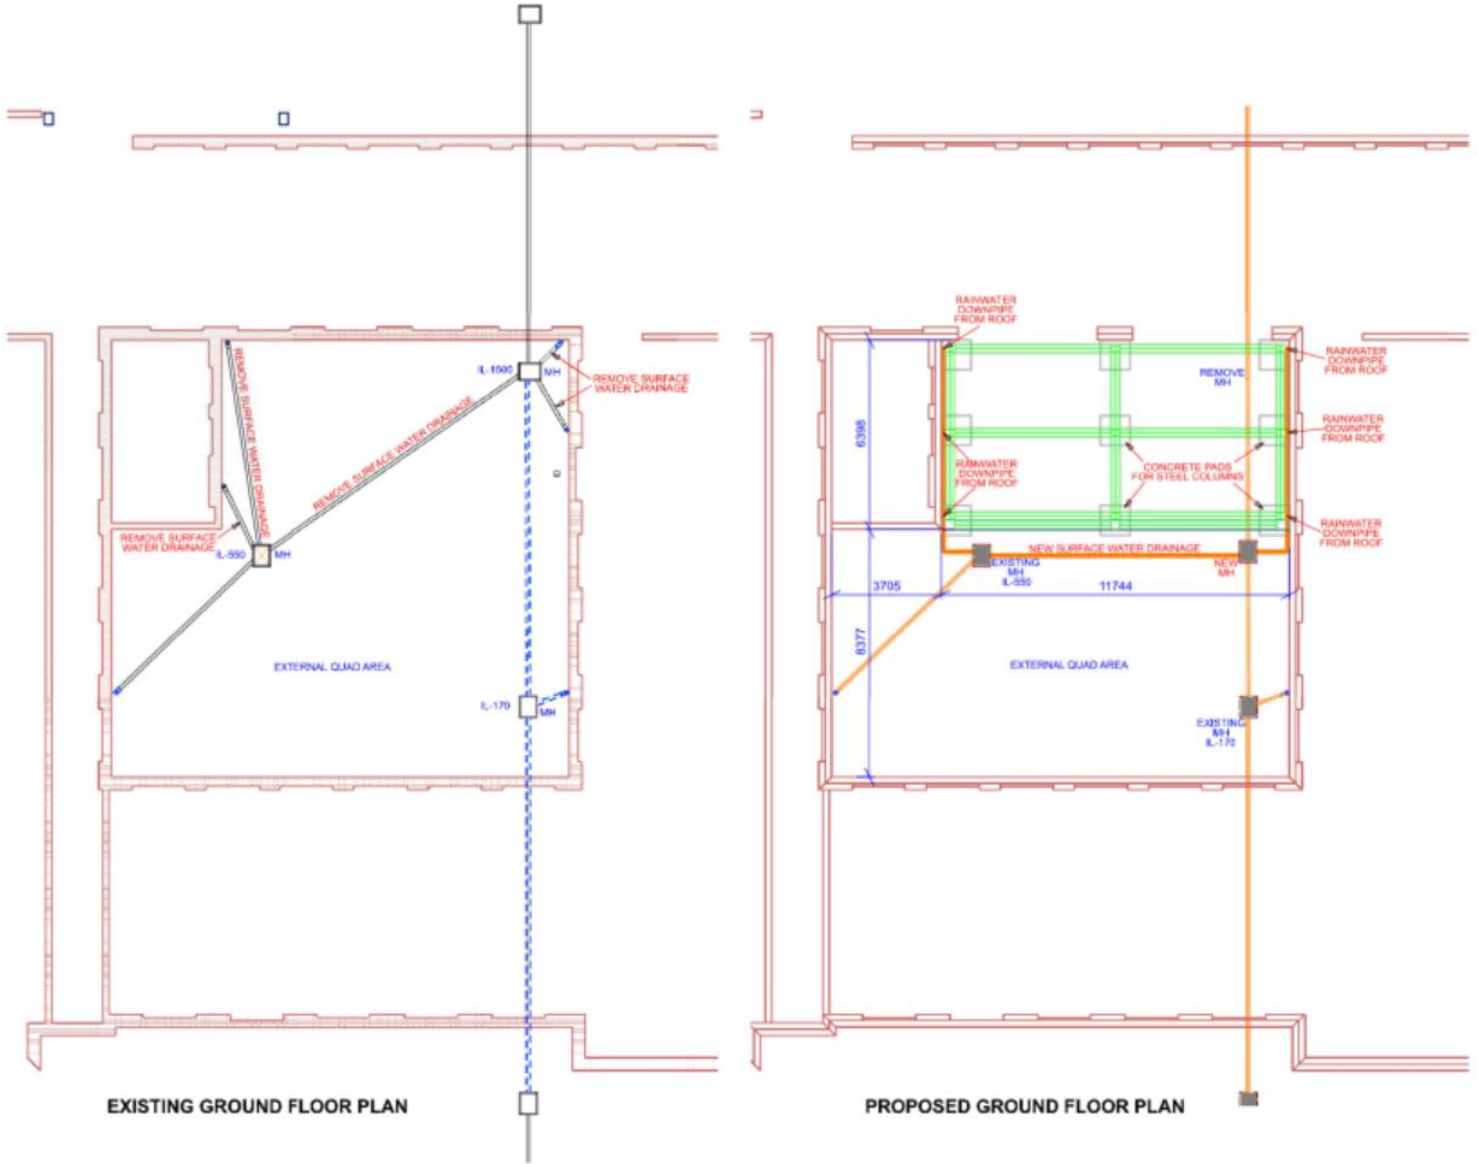 IL-1500
MH
REMOVE SURFACE
WATER DRAINAGE
REMOVE SURFACE WATER DRAINAGE
REMOVE SURFACE WATER DRAINAGE
REMOVE SURFACE
WATER DRAINAGE
IL-550
MH
EXTERNAL QUAD AREA
IL-170
MH
EXISTING GROUND FLOOR PLAN
RAINWATER
DOWNPIPE
FROM ROOF
RAINWATER
DOWNPIPE
FROM ROOF
REMOVE
MH
6398
RAINWATER
DOWNPIPE
FROM ROOF
RAINWATER
DOWNPIPE
FROM ROOF
CONCRETE PADS
FOR STEEL COLUMNS
RAINWATER
DOWNPIPE
FROM ROOF
NEW SURFACE WATER DRAINAGE
EXISTING
MH
IL-550
NEW
MH
3705
11744
8377
EXTERNAL QUAD AREA
EXISTING
MH
IL-170
PROPOSED GROUND FLOOR PLAN